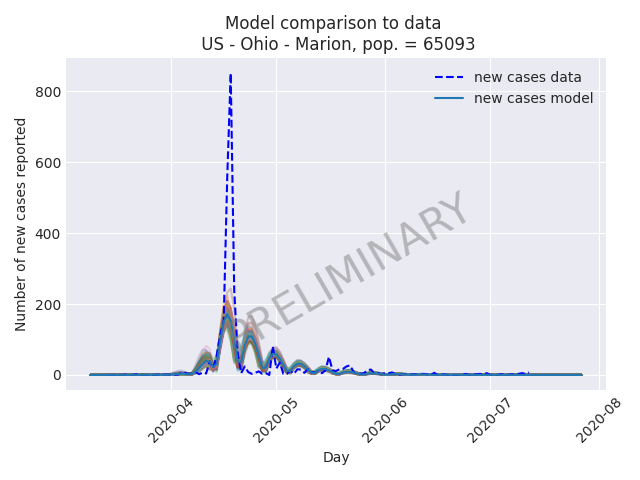 Model comparison to data
US - Ohio - Marion, pop. = 65093
new cases data
new cases model
Number of new cases reported
800
600
400
200
0
PRELIMINARY
2020-04
2020-05
2020-06
2020-07
2020-08
Day